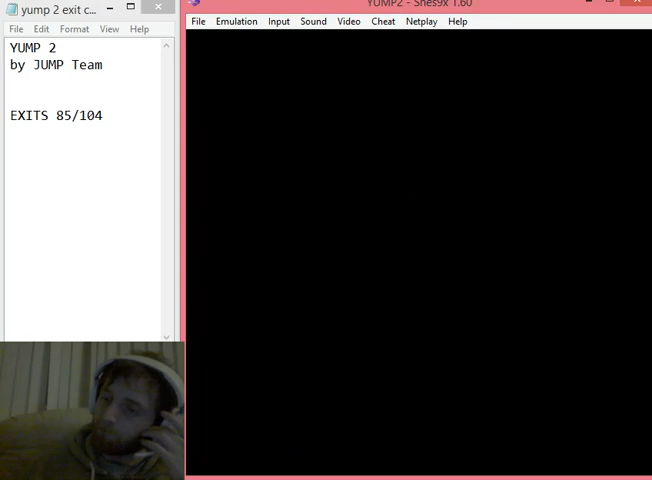 yump 2 exit c...
File Edit Format View Help
YUMP 2
by JUMP Team
EXITS 85/104
YUMP2 - Snes9x 1.60
File Emulation Input Sound Video Cheat Netplay Help